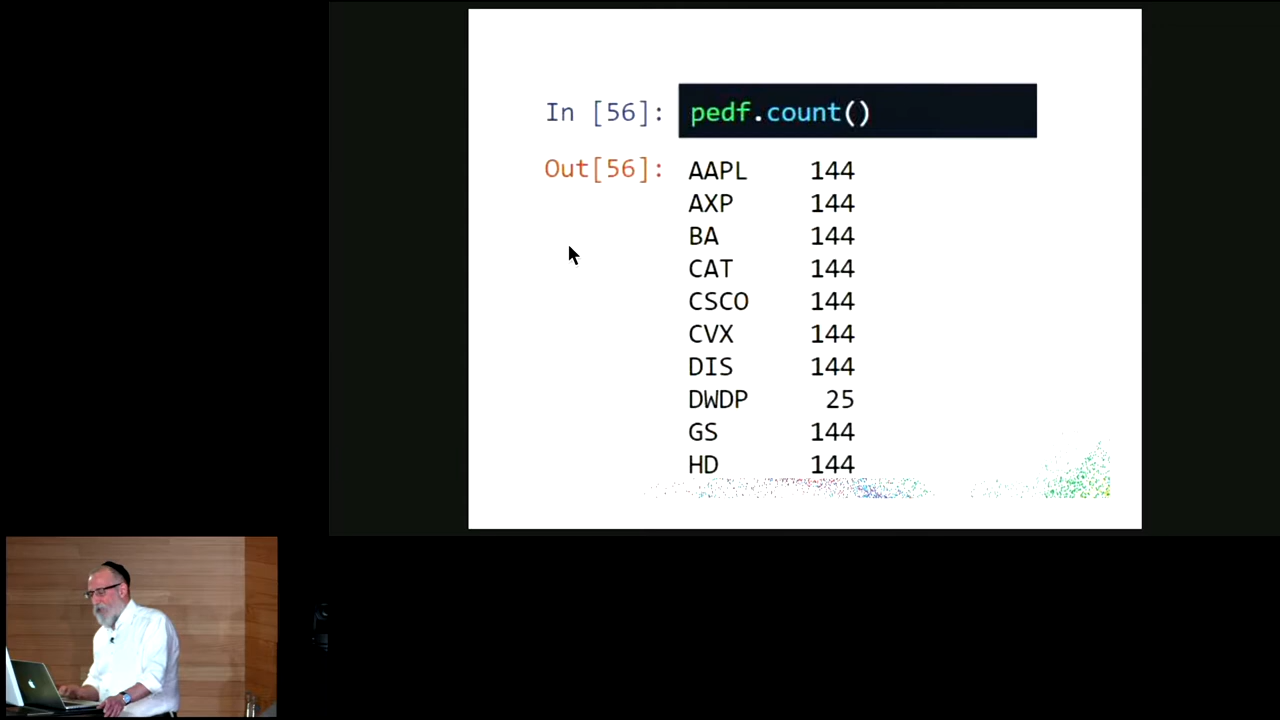 In [56]: pedf.count()
Out[56]: AAPL 144
AXP 144
BA 144
CAT 144
CSCO 144
CVX 144
DIS 144
DWDP 25
GS 144
HD 144